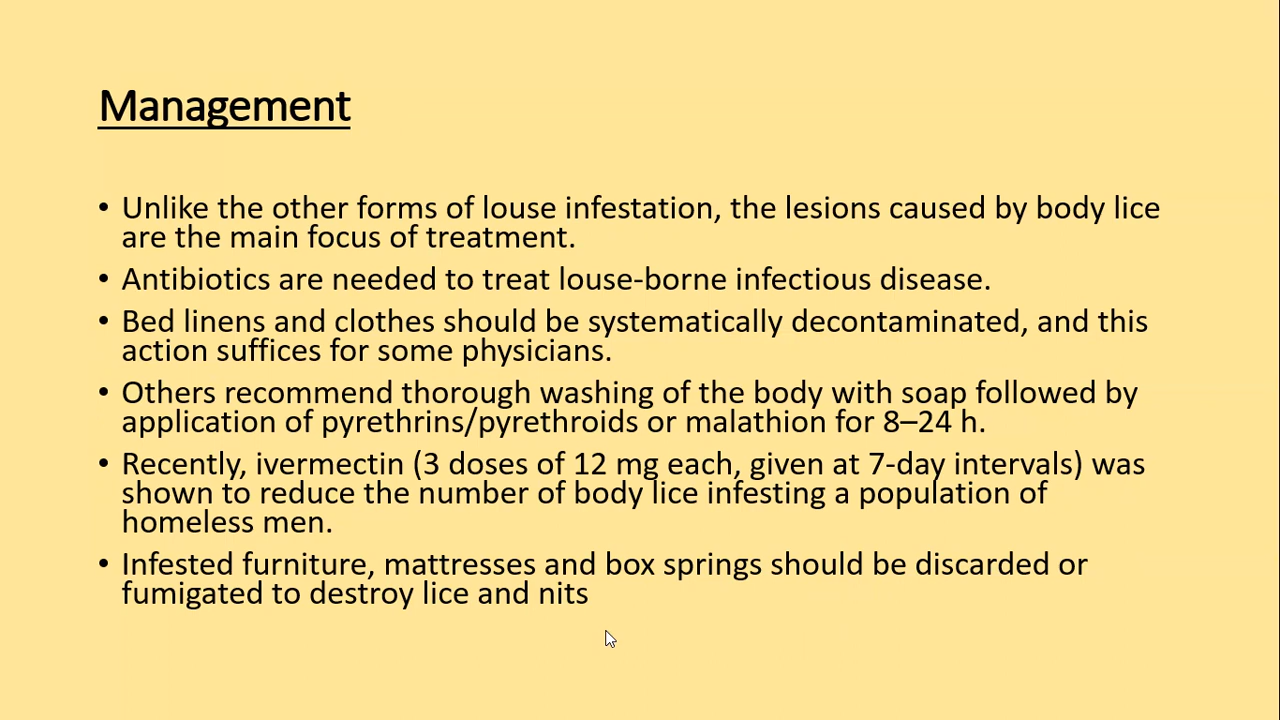 Management
• Unlike the other forms of louse infestation, the lesions caused by body lice
are the main focus of treatment.
• Antibiotics are needed to treat louse-borne infectious disease.
• Bed linens and clothes should be systematically decontaminated, and this
action suffices for some physicians.
• Others recommend thorough washing of the body with soap followed by
application of pyrethrins/pyrethroids or malathion for 8–24 h.
• Recently, ivermectin (3 doses of 12 mg each, given at 7-day intervals) was
shown to reduce the number of body lice infesting a population of
homeless men.
• Infested furniture, mattresses and box springs should be discarded or
fumigated to destroy lice and nits